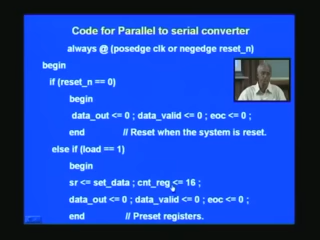 Code for Parallel to serial converter
always @ (posedge clk or negedge reset_n)
begin
if (reset_n == 0)
begin
data_out <= 0 ; data_valid <= 0 ; eoc <= 0 ;
end // Reset when the system is reset.
else if (load == 1)
begin
sr <= set_data ; cnt_reg <= 16 ;
data_out <= 0 ; data_valid <= 0 ; eoc <= 0 ;
end // Preset registers.